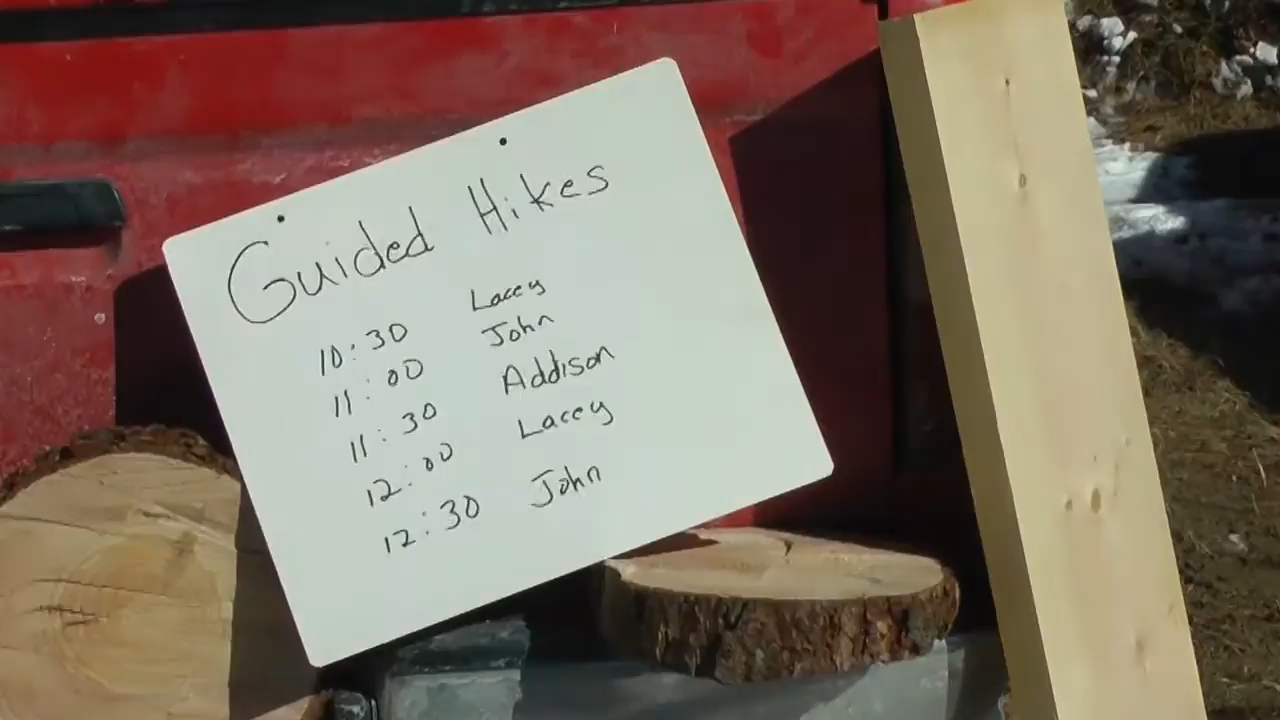 Guided Hikes
10:30 Lacey
11:00 John
11:30 Addison
12:00 Lacey
12:30 John